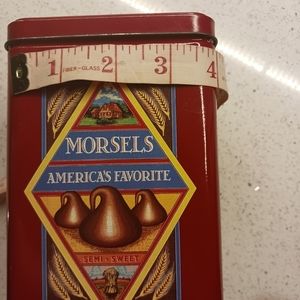 1 FIBER-GLASS 2 3 4
MORSELS
AMERICA'S FAVORITE
SEMI-SWEET